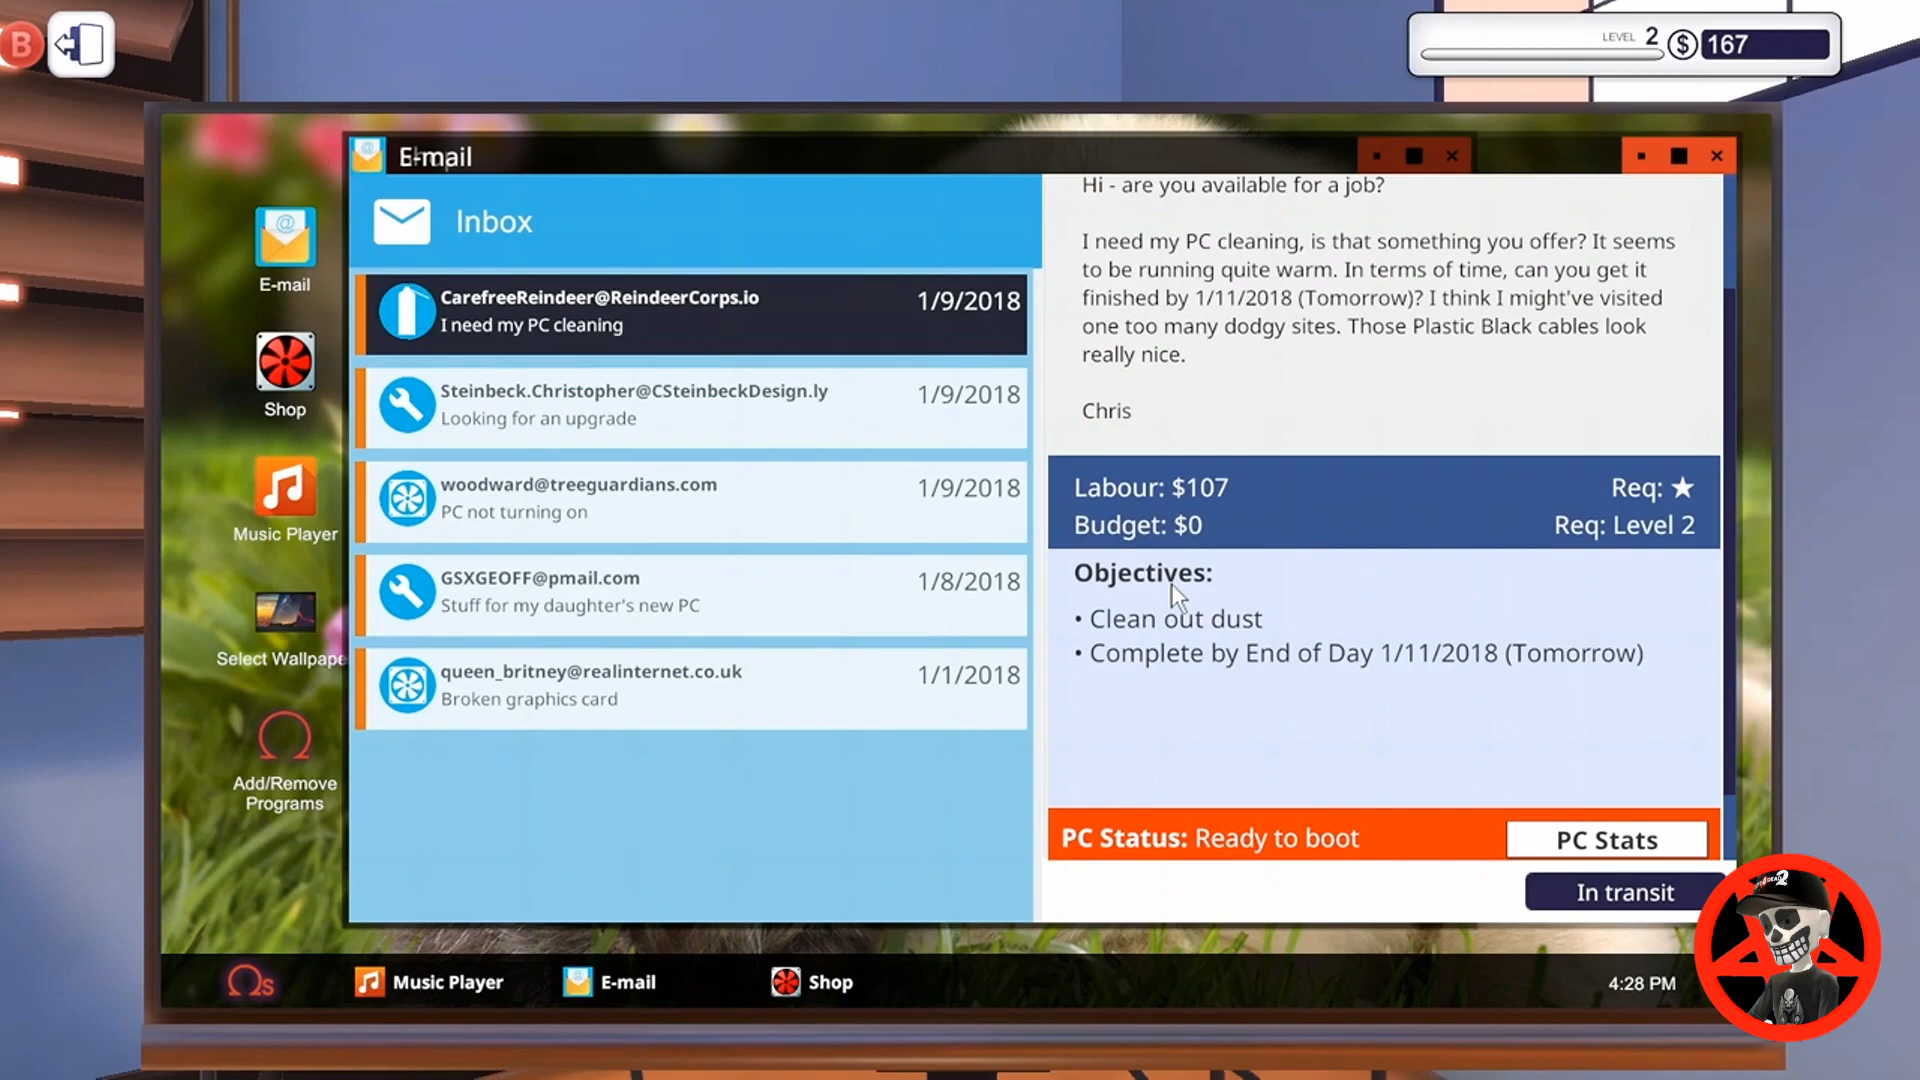 B
LEVEL 2
$ 167
E-mail
E-mail
Shop
Music Player
Select Wallpape
Add/Remove
Programs
Inbox
CarefreeReindeer@ReindeerCorps.io
1/9/2018
I need my PC cleaning
Steinbeck.Christopher@CSteinbeckDesign.ly
1/9/2018
Looking for an upgrade
woodward@treeguardians.com
1/9/2018
PC not turning on
GSXGEOFF@pmail.com
1/8/2018
Stuff for my daughter's new PC
queen_britney@realinternet.co.uk
1/1/2018
Broken graphics card
Hi - are you available for a job?
I need my PC cleaning, is that something you offer? It seems
to be running quite warm. In terms of time, can you get it
finished by 1/11/2018 (Tomorrow)? I think I might've visited
one too many dodgy sites. Those Plastic Black cables look
really nice.
Chris
Labour: $107
Req: ★
Budget: $0
Req: Level 2
Objectives:
• Clean out dust
• Complete by End of Day 1/11/2018 (Tomorrow)
PC Status: Ready to boot
PC Stats
In transit
Ωs
Music Player
E-mail
Shop
4:28 PM